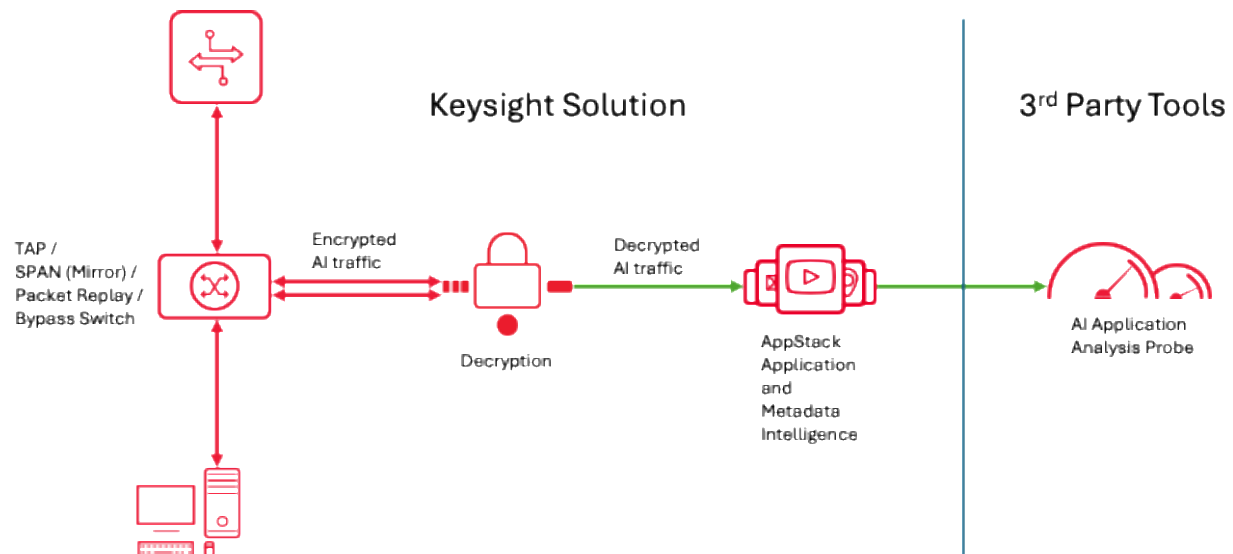 Keysight Solution
3rd Party Tools
TAP /
SPAN (Mirror) /
Packet Replay /
Bypass Switch
Encrypted
AI traffic
Decryption
Decrypted
AI traffic
AppStack
Application
and
Metadata
Intelligence
AI Application
Analysis Probe